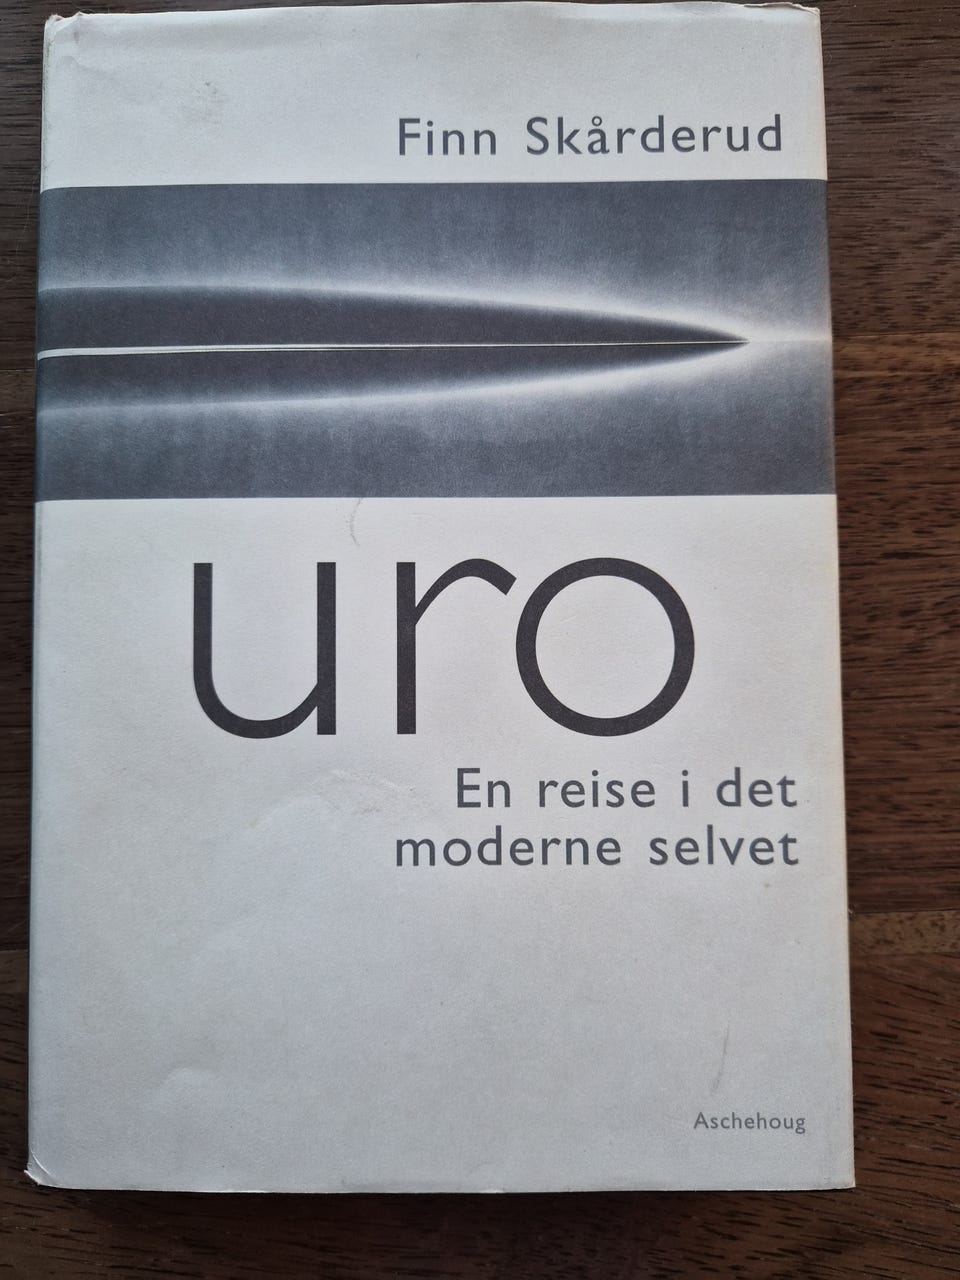 Finn Skårderud
uro
En reise i det
moderne selvet
Aschehoug